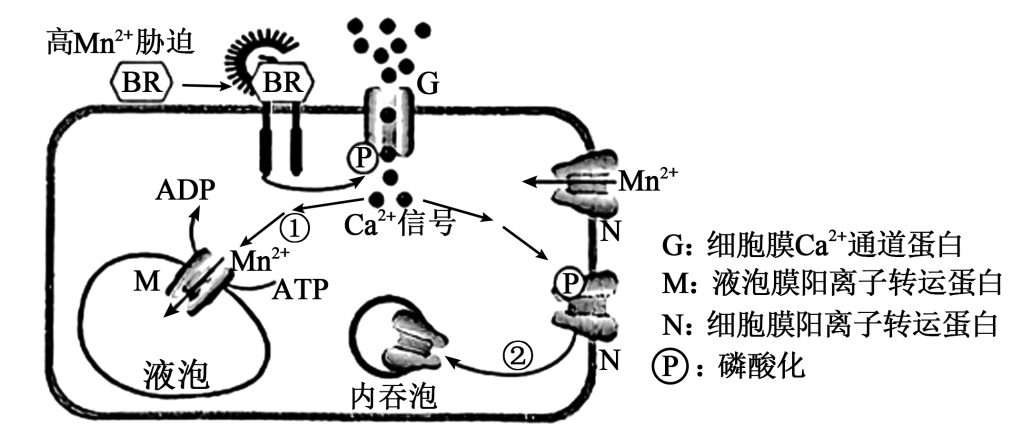 高Mn²⁺胁迫
BR
BR
G
P
ADP
①
Ca²⁺信号
Mn²⁺
N
M
Mn²⁺
ATP
P
液泡
内吞泡
②
N
G: 细胞膜Ca²⁺通道蛋白
M: 液泡膜阳离子转运蛋白
N: 细胞膜阳离子转运蛋白
P: 磷酸化